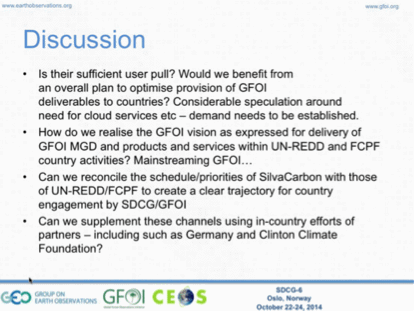 www.earthobservations.org
www.gfoi.org
Discussion
• Is their sufficient user pull? Would we benefit from
an overall plan to optimise provision of GFOI
deliverables to countries? Considerable speculation around
need for cloud services etc – demand needs to be established.
• How do we realise the GFOI vision as expressed for delivery of
GFOI MGD and products and services within UN-REDD and FCPF
country activities? Mainstreaming GFOI…
• Can we reconcile the schedule/priorities of SilvaCarbon with those
of UN-REDD/FCPF to create a clear trajectory for country
engagement by SDCG/GFOI
• Can we supplement these channels using in-country efforts of
partners – including such as Germany and Clinton Climate
Foundation?
GEO GROUP ON
EARTH OBSERVATIONS
GFOI
CEOS
SDCG-6
Oslo, Norway
October 22-24, 2014